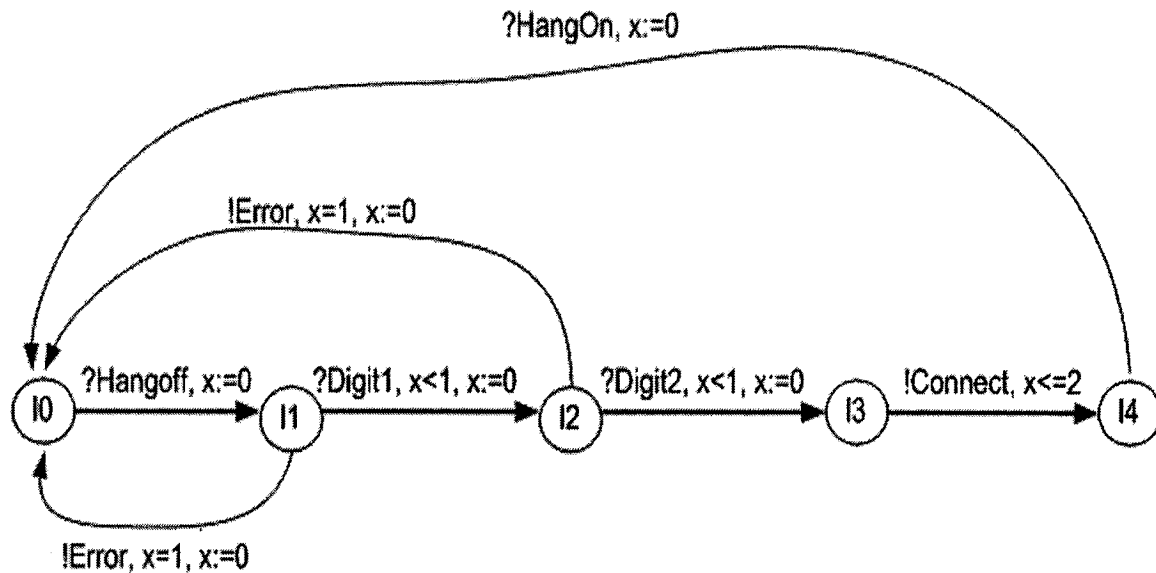 ?HangOn, x:=0
!Error, x=1, x:=0
?Hangoff, x:=0
?Digit1, x<1, x:=0
?Digit2, x<1, x:=0
!Connect, x<=2
l0
l1
l2
l3
l4
!Error, x=1, x:=0